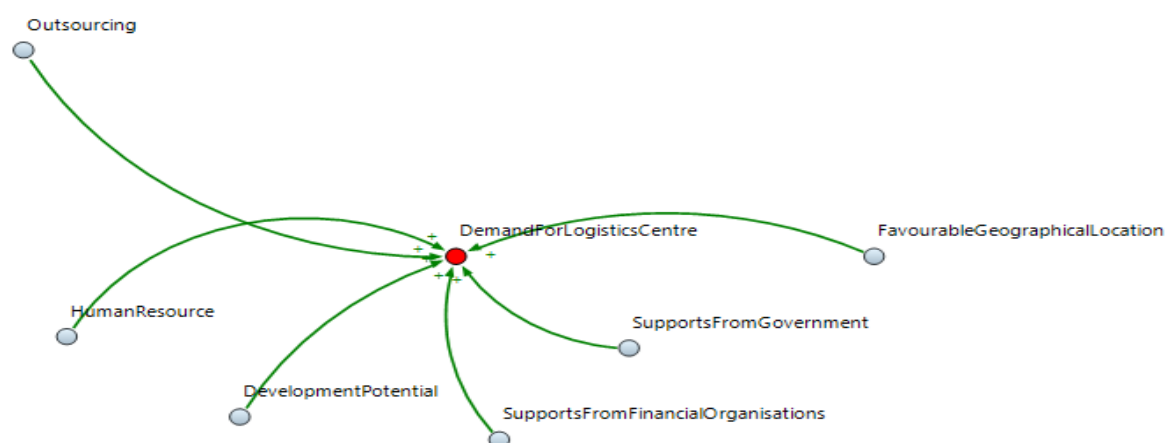 Outsourcing
DemandForLogisticsCentre
FavourableGeographicalLocation
HumanResource
SupportsFromGovernment
DevelopmentPotential
SupportsFromFinancialOrganisations
+
+
+
+
+
+